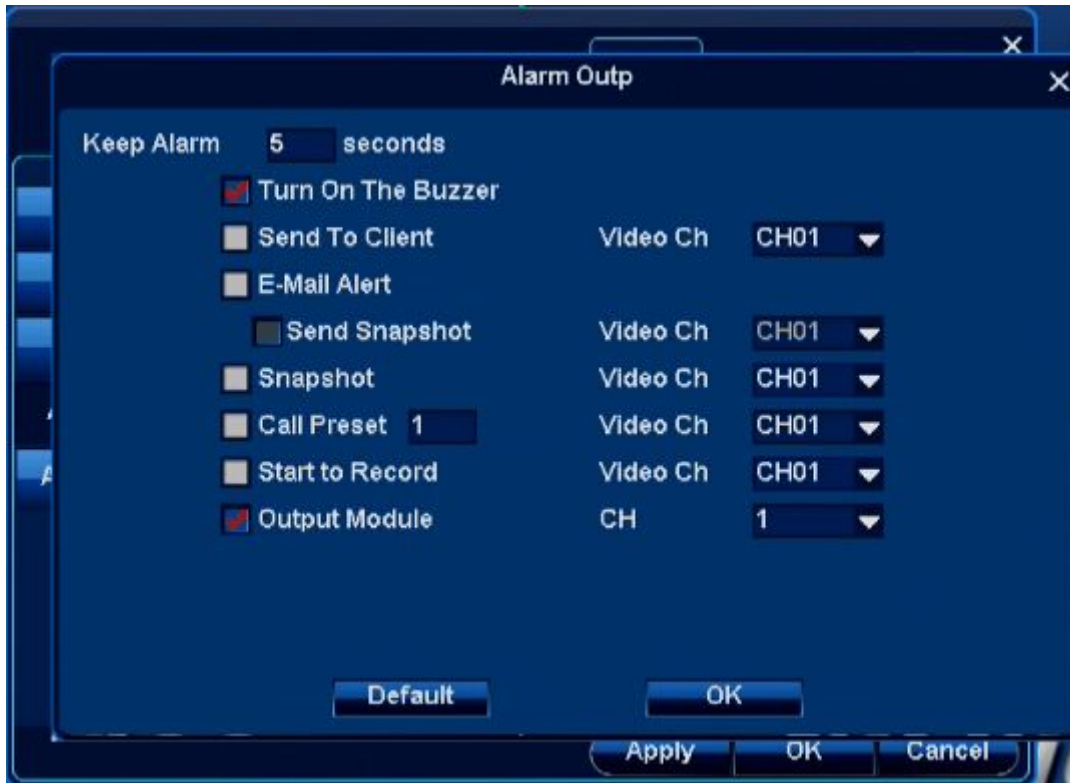 Alarm Outp
Keep Alarm 5 seconds
Turn On The Buzzer
Send To Client Video Ch CH01
E-Mail Alert
Send Snapshot Video Ch CH01
Snapshot Video Ch CH01
Call Preset 1 Video Ch CH01
Start to Record Video Ch CH01
Output Module CH 1
Default OK
Apply OK Cancel